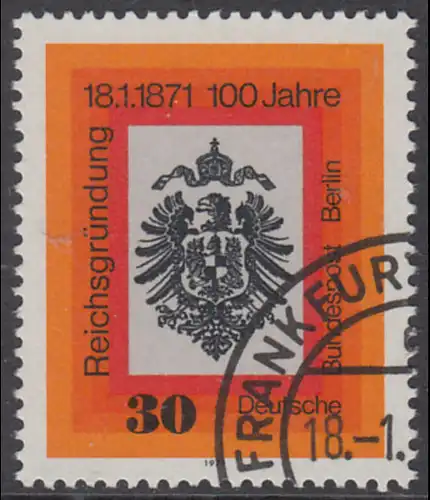 18.1.1871 100 Jahre
Reichsgründung
30
Deutsche
Bundespost Berlin
FRANKFUR
18.-1.